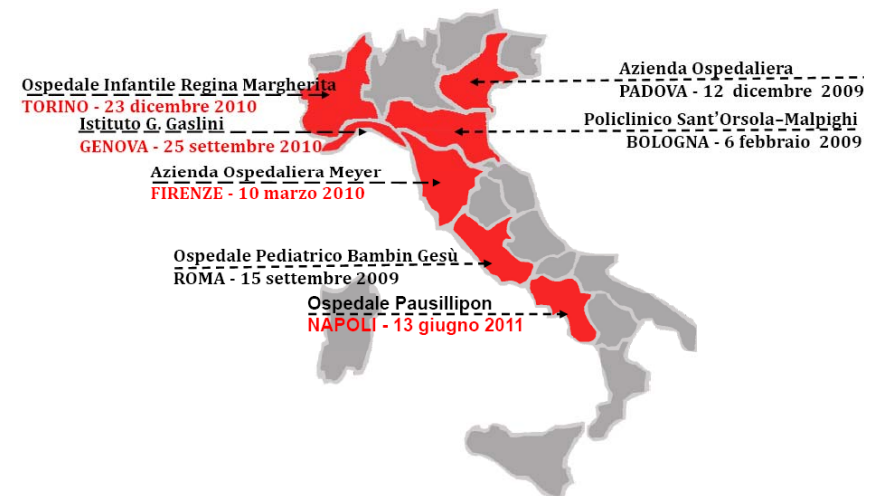 Ospedale Infantile Regina Margherita
TORINO - 23 dicembre 2010
Istituto G. Gaslini
GENOVA - 25 settembre 2010
Azienda Ospedaliera Meyer
FIRENZE - 10 marzo 2010
Ospedale Pediatrico Bambin Gesù
ROMA - 15 settembre 2009
Ospedale Pausillipon
NAPOLI - 13 giugno 2011
Azienda Ospedaliera
PADOVA - 12 dicembre 2009
Policlinico Sant'Orsola–Malpighi
BOLOGNA - 6 febbraio 2009